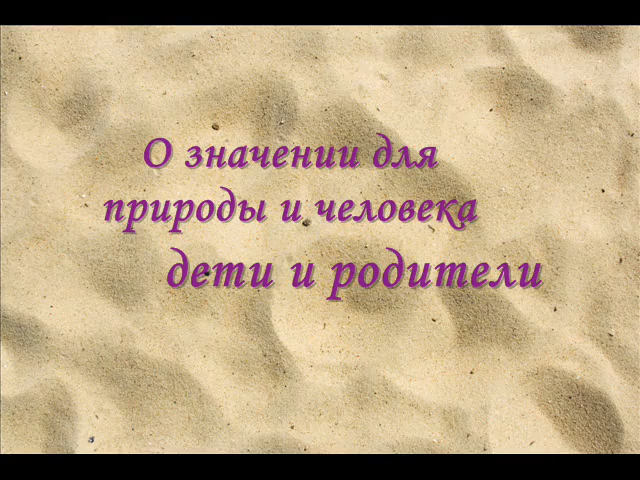 О значении для
природы и человека
дети и родители